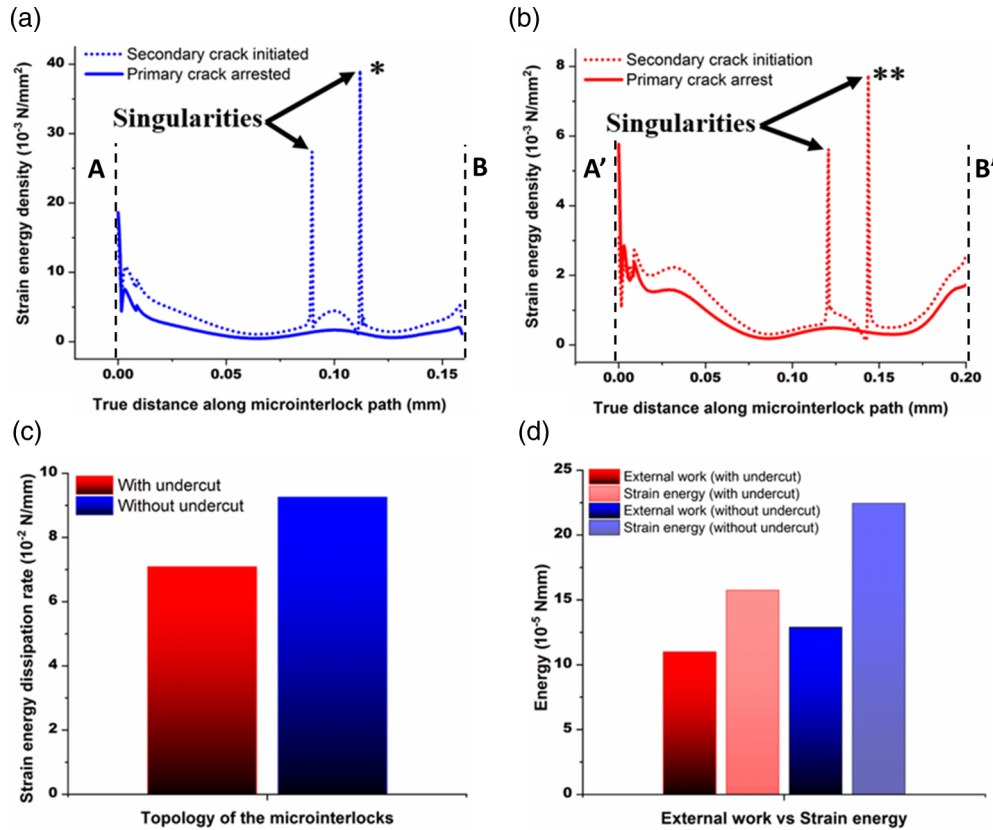 (a)
Secondary crack initiated
Primary crack arrested
*
Singularities
A
B
40
30
20
10
0
Strain energy density (10⁻³ N/mm²)
0.00 0.05 0.10 0.15
True distance along microinterlock path (mm)
(b)
Secondary crack initiation
Primary crack arrest
**
Singularities
A'
B'
8
6
4
2
0
Strain energy density (10⁻³ N/mm²)
0.00 0.05 0.10 0.15 0.20
True distance along microinterlock path (mm)
(c)
With undercut
Without undercut
10
8
6
4
2
0
Strain energy dissipation rate (10⁻² N/mm)
Topology of the microinterlocks
(d)
External work (with undercut)
Strain energy (with undercut)
External work (without undercut)
Strain energy (without undercut)
25
20
15
10
5
0
Energy (10⁻⁵ Nmm)
External work vs Strain energy